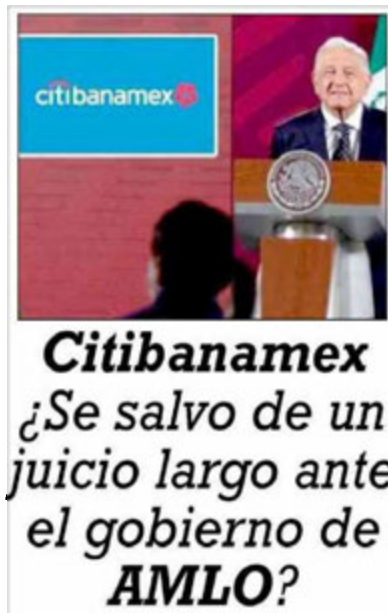 citibanamex
Citibanamex
¿Se salvo de un
juicio largo ante
el gobierno de
AMLO?